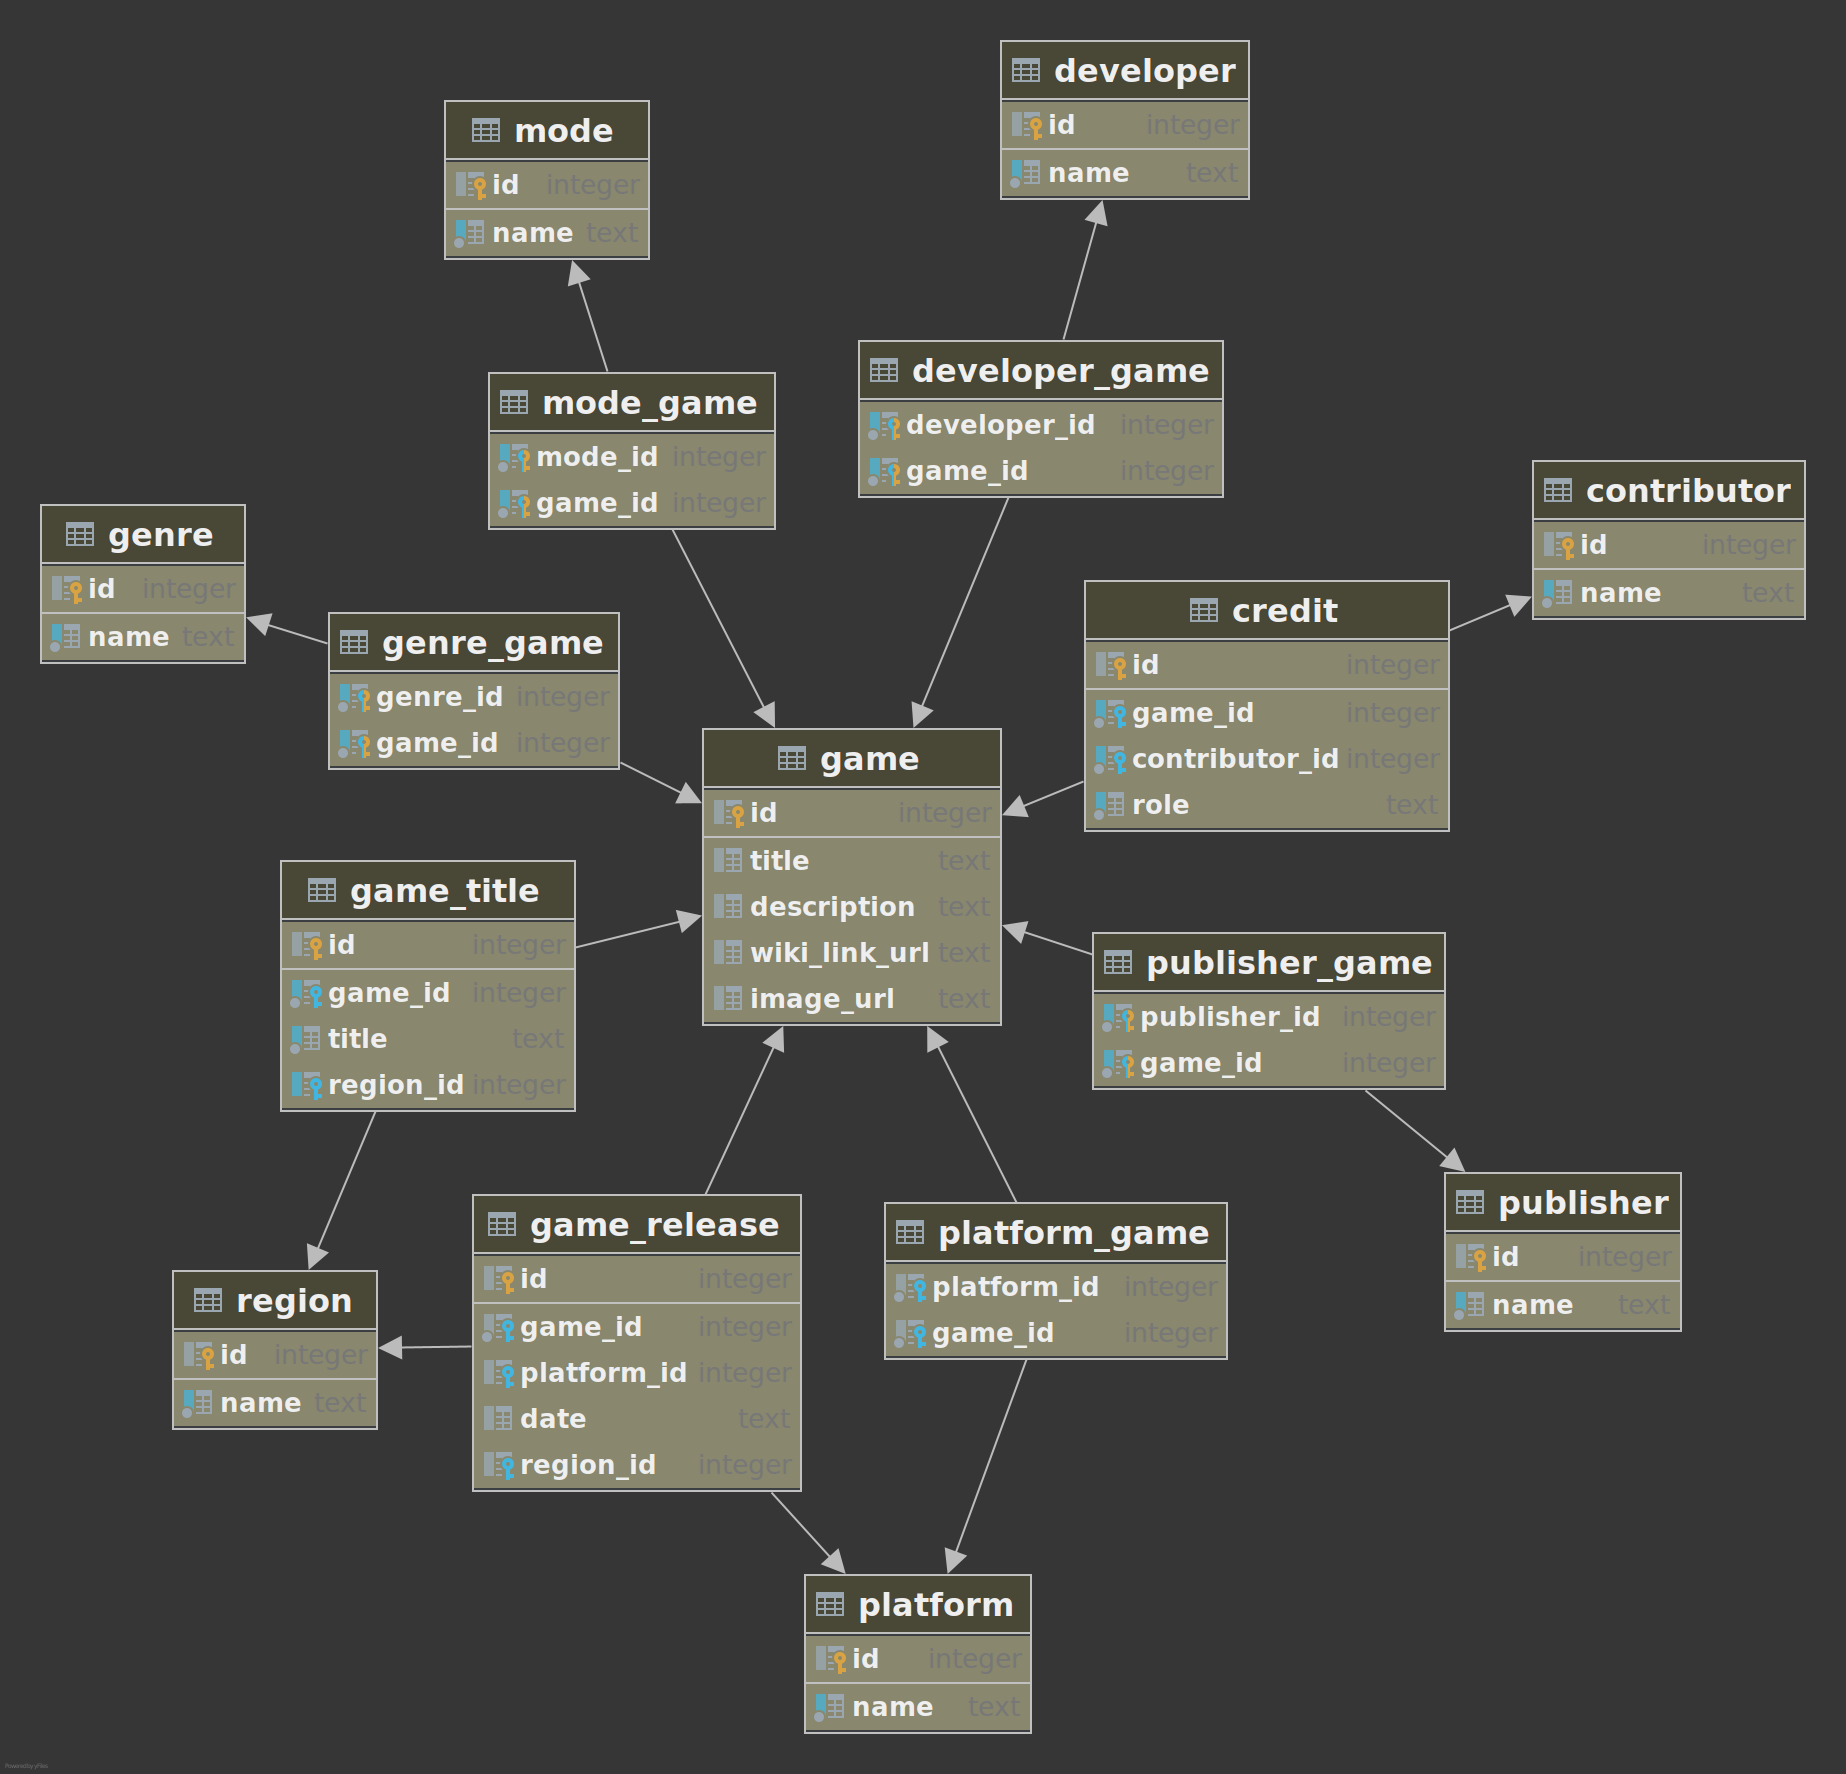 developer
id integer
name text
mode
id integer
name text
developer_game
developer_id integer
game_id integer
mode_game
mode_id integer
game_id integer
contributor
id integer
name text
genre
id integer
name text
credit
id integer
game_id integer
contributor_id integer
role text
genre_game
genre_id integer
game_id integer
game
id integer
title text
description text
wiki_link_url text
image_url text
game_title
id integer
game_id integer
title text
region_id integer
publisher_game
publisher_id integer
game_id integer
publisher
id integer
name text
game_release
id integer
game_id integer
platform_id integer
date text
region_id integer
platform_game
platform_id integer
game_id integer
region
id integer
name text
platform
id integer
name text
Powered by yFiles